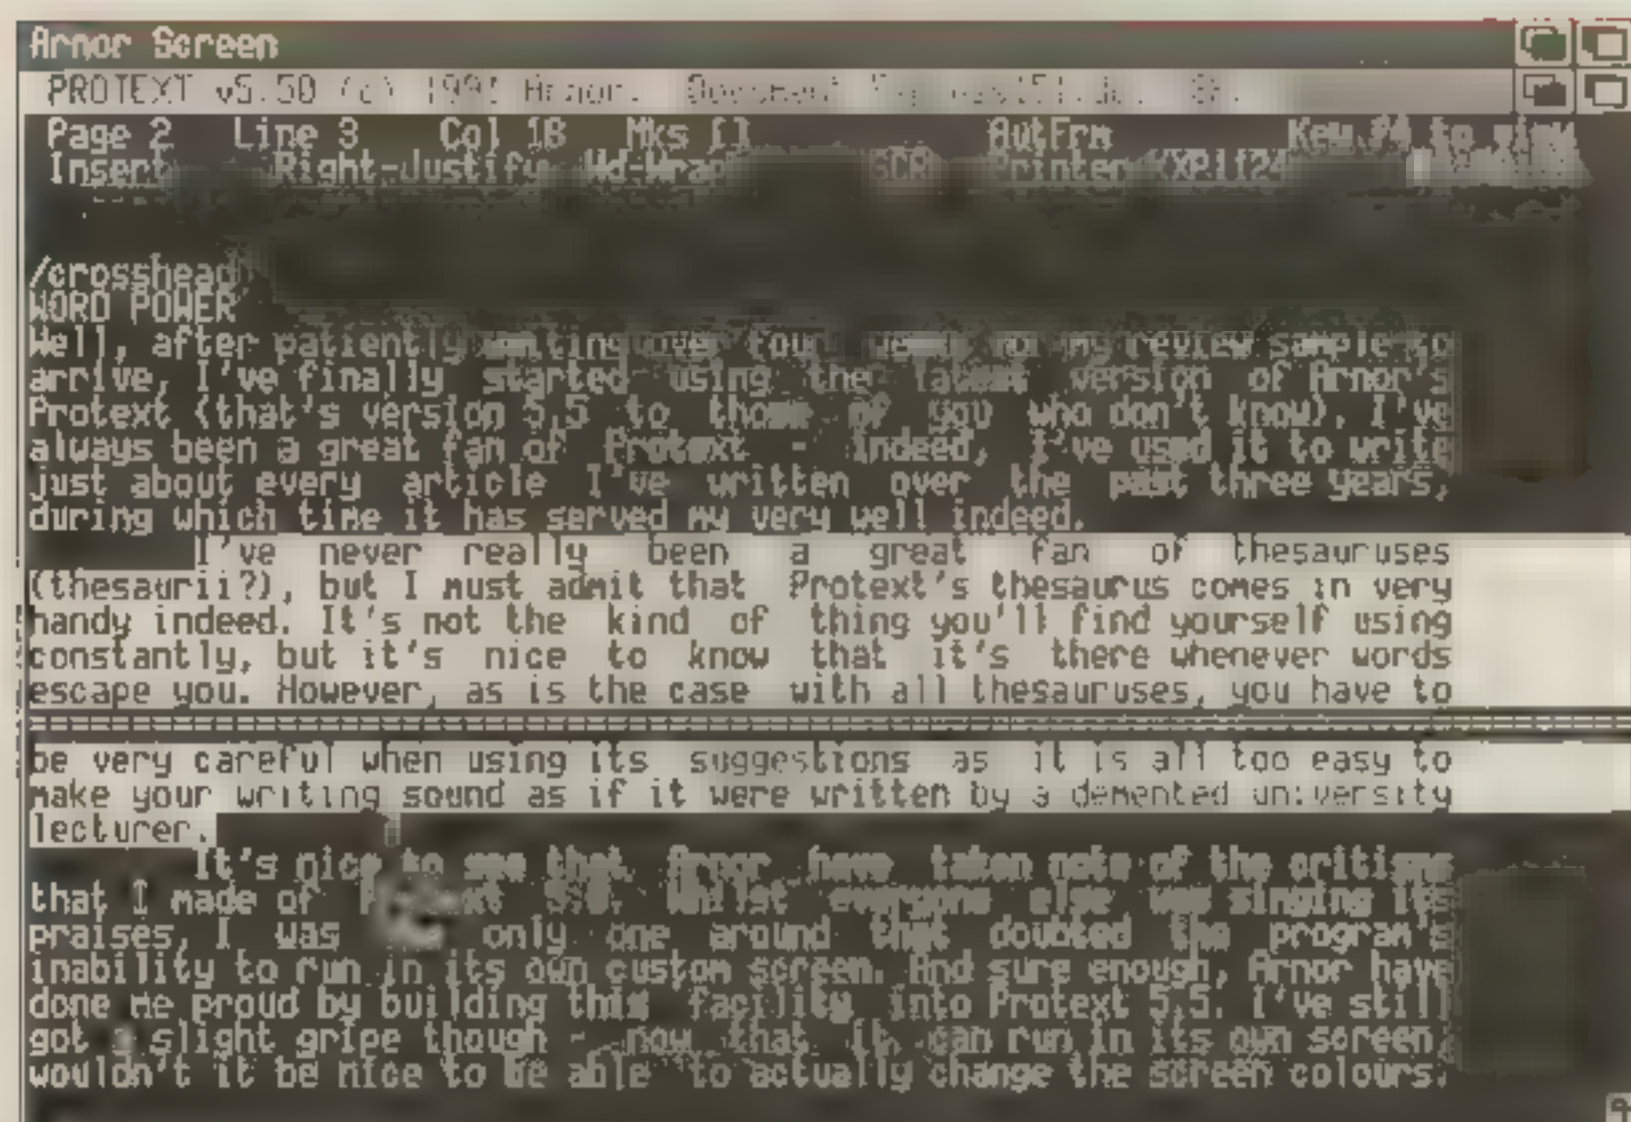 Arnor Screen
PROTEXT v5.50 (c) 1991 Arnor. Document
Page 2 Line 3 Col 18 Mks [] AutFrm Key F4 to
Insert Right-Justify Wd-Wrap Printer KXP1124
/crosshead
WORD POWER
Well, after patiently waiting over four for my review sample to
arrive, I've finally started using the latest version of Arnor's
Protext (that's version 5.5 to those of you who don't know), I've
always been a great fan of Protext - indeed, I've used it to write
just about every article I've written over the past three years,
during which time it has served my very well indeed.
I've never really been a great fan of thesauruses
(thesaurii?), but I must admit that Protext's thesaurus comes in very
handy indeed. It's not the kind of thing you'll find yourself using
constantly, but it's nice to know that it's there whenever words
escape you. However, as is the case with all thesauruses, you have to
be very careful when using its suggestions as it is all too easy to
make your writing sound as if it were written by a demented university
lecturer.
It's nice to see that Arnor have taken note of the critisms
that I made of Whilst everyone else was singing its
praises, I was only one around that doubted the program's
inability to run in its own custom screen. And sure enough, Arnor have
done me proud by building this facility into Protext 5.5. I've still
got a slight gripe though - now that it can run in its own screen,
wouldn't it be nice to be able to actually change the screen colours.